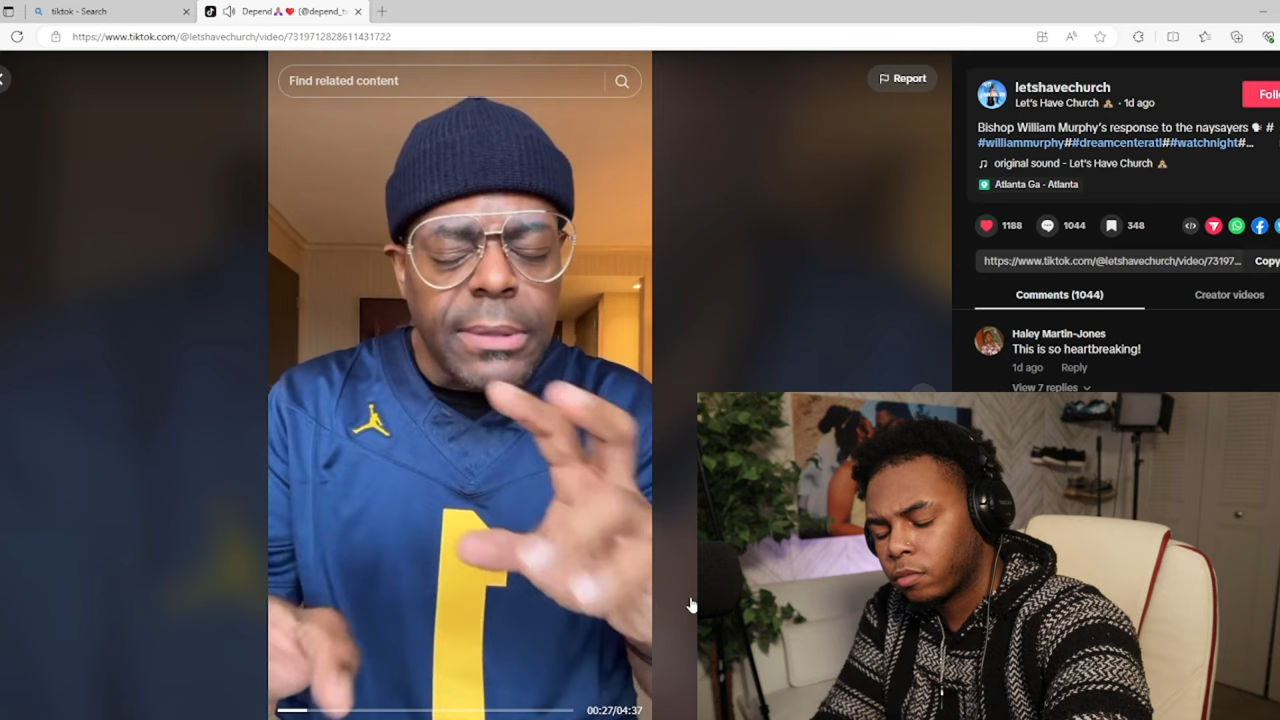 tiktok - Search
Depend🙏🏾❤️ (@depend_t
https://www.tiktok.com/@letshavechurch/video/7319712828611431722
Find related content
Report
letshavechurch
Let's Have Church 🙏🏾 · 1d ago
Follo
Bishop William Murphy's response to the naysayers 🗣️ #
#williammurphy##dreamcenteratl##watchnight#...
original sound - Let's Have Church 🙏🏾
Atlanta Ga - Atlanta
1188
1044
348
https://www.tiktok.com/@letshavechurch/video/73197...
Copy
Comments (1044)
Creator videos
Haley Martin-Jones
This is so heartbreaking!
1d ago
Reply
View 7 replies
1
00:27/04:37